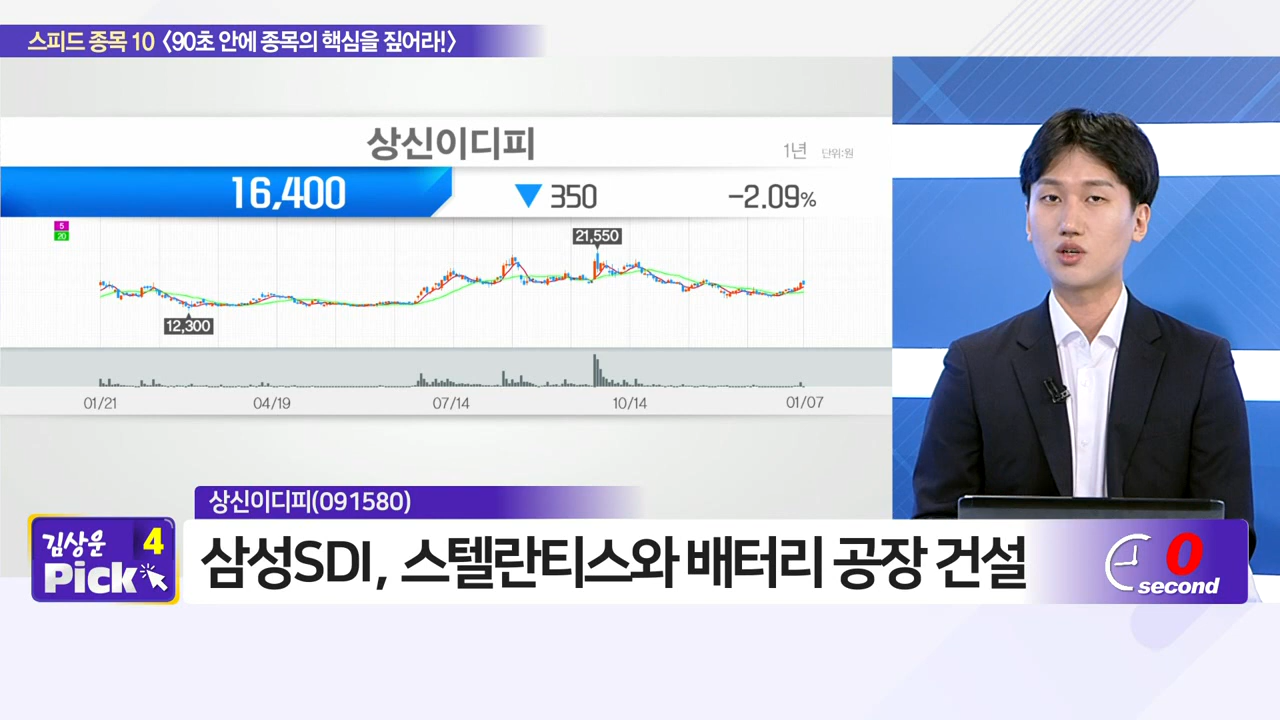 스피드 종목 10 〈90초 안에 종목의 핵심을 짚어라!〉
상신이디피
1년 단위:원
16,400 ▼ 350 -2.09%
5
20
21,550
12,300
01/21 04/19 07/14 10/14 01/07
상신이디피(091580)
김상운 4
Pick
삼성SDI, 스텔란티스와 배터리 공장 건설
0
second